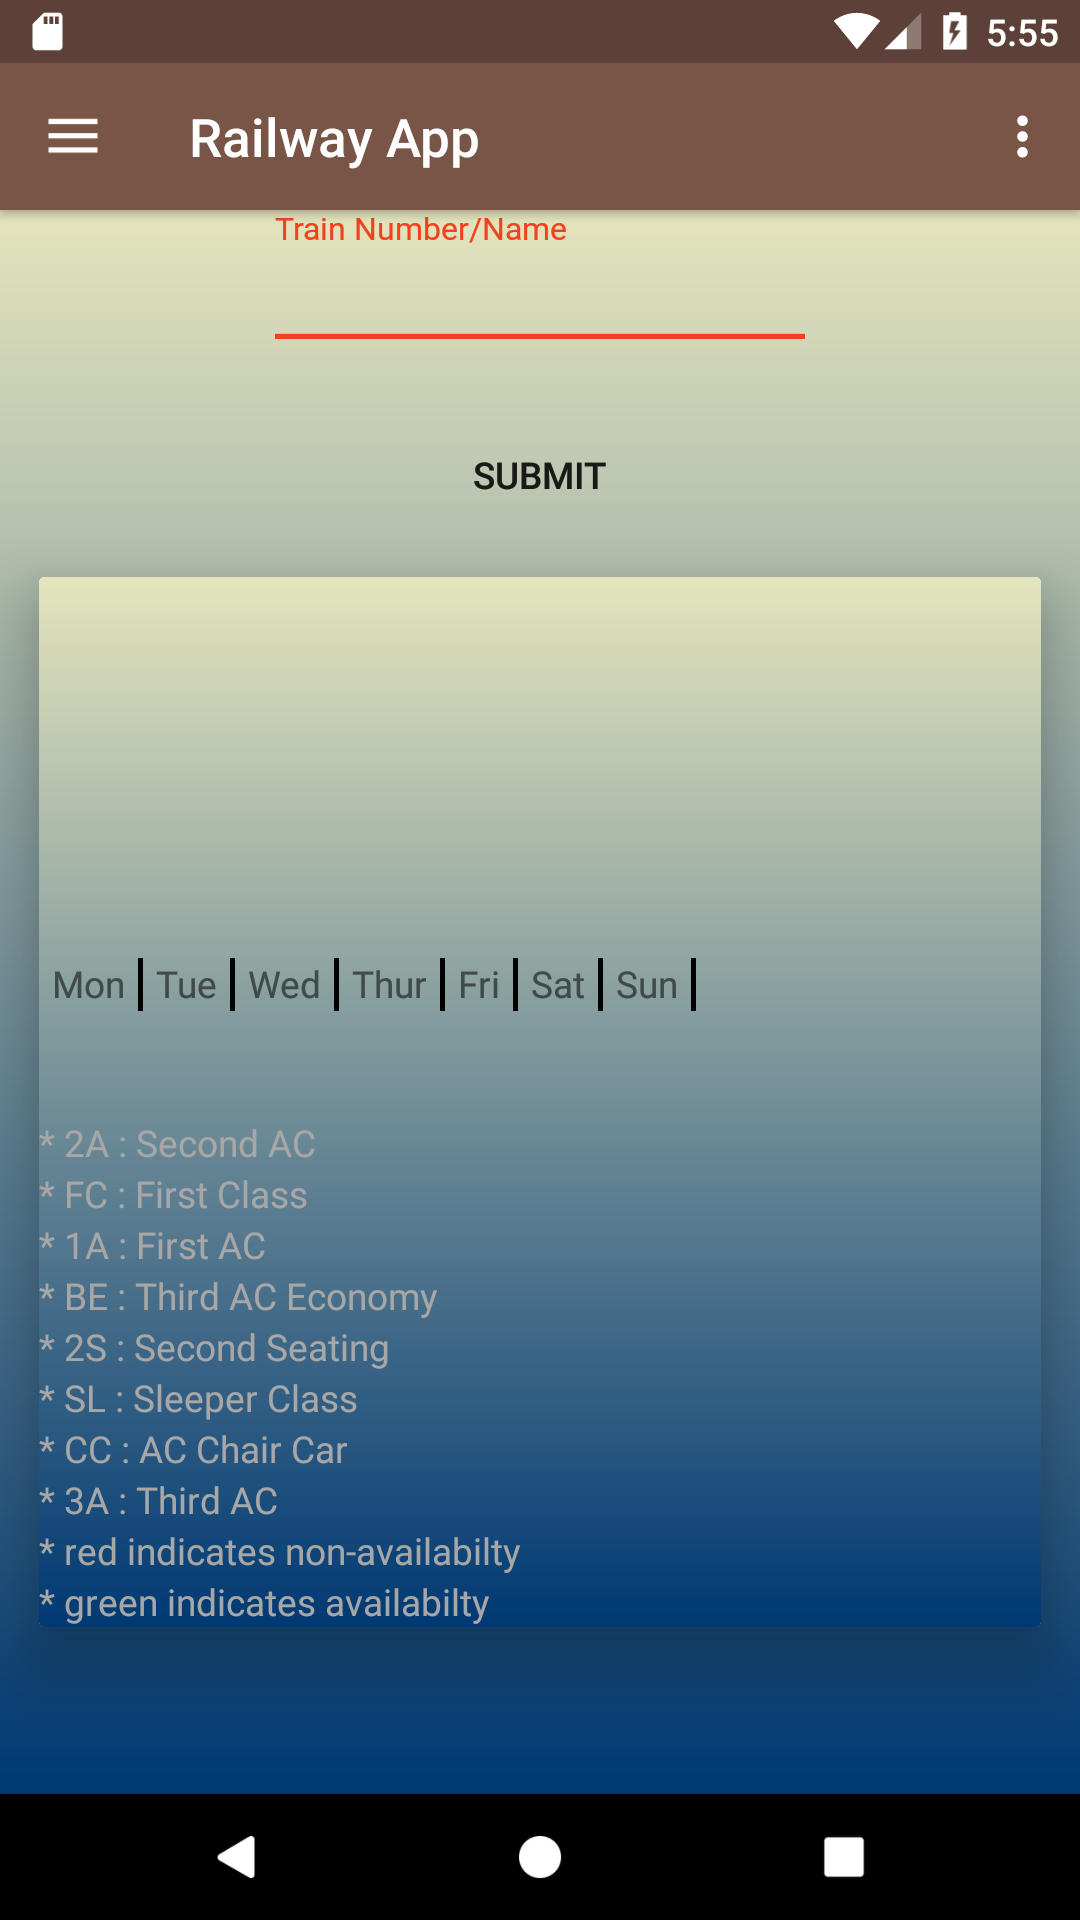 5:55
Railway App
Train Number/Name
SUBMIT
Mon Tue Wed Thur Fri Sat Sun
* 2A : Second AC
* FC : First Class
* 1A : First AC
* BE : Third AC Economy
* 2S : Second Seating
* SL : Sleeper Class
* CC : AC Chair Car
* 3A : Third AC
* red indicates non-availabilty
* green indicates availabilty